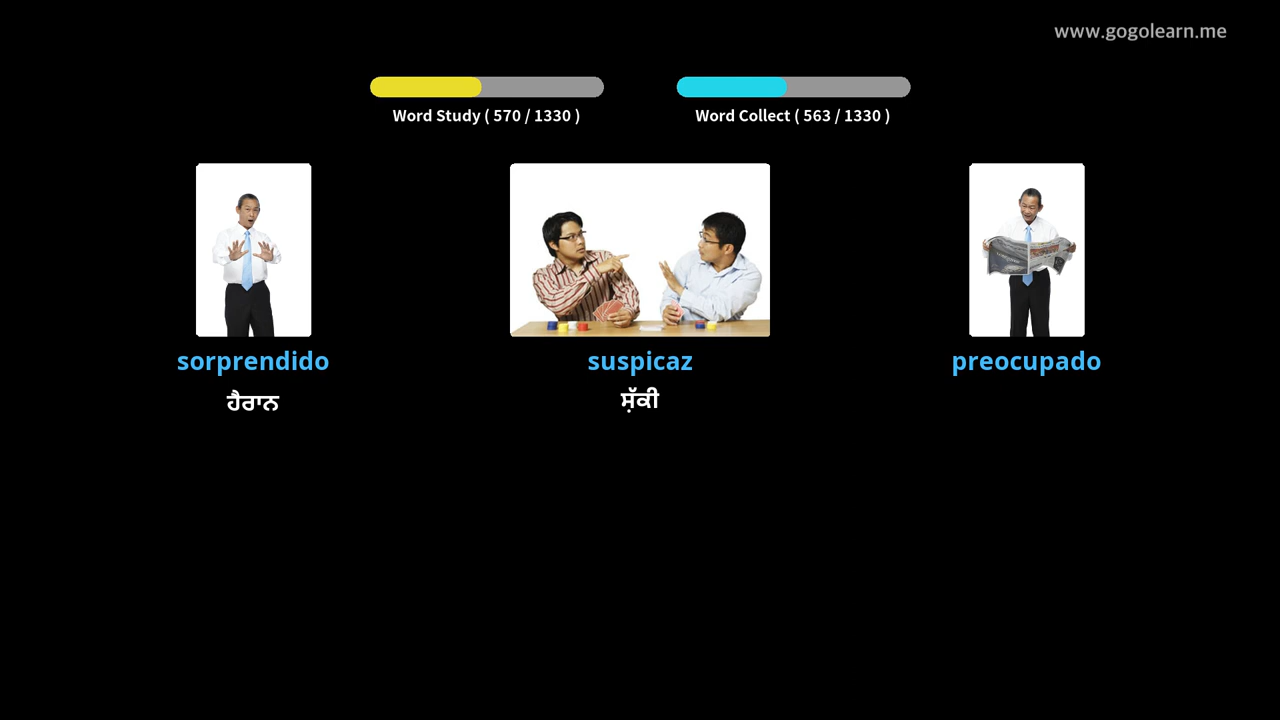 www.gogolearn.me
Word Study ( 570 / 1330 )
Word Collect ( 563 / 1330 )
sorprendido
suspicaz
preocupado
ਹੈਰਾਨ
ਸ਼ੱਕੀ